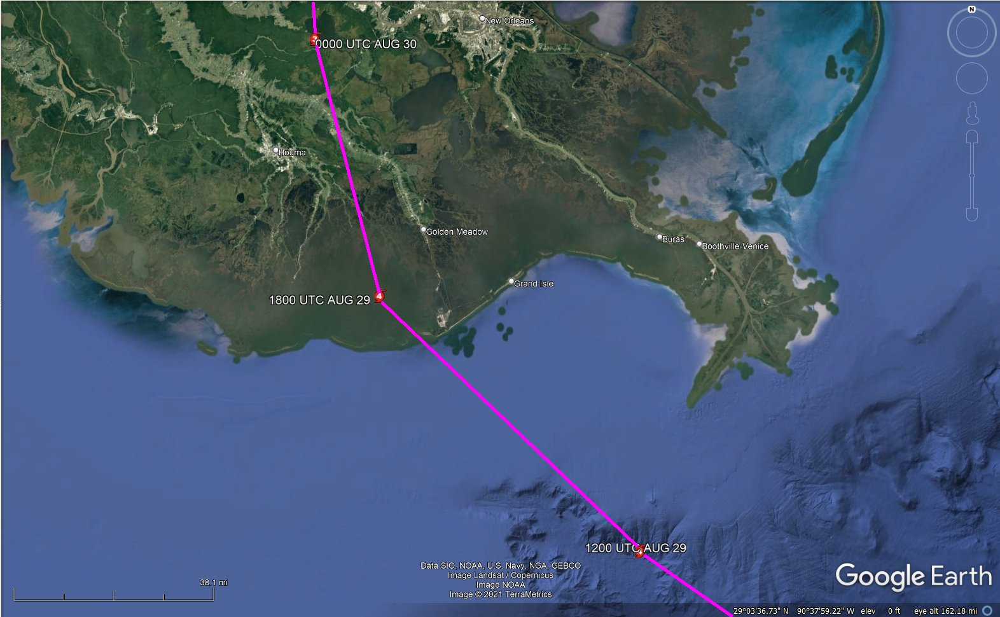 N
New Orleans
3
0000 UTC AUG 30
Houma
Golden Meadow
Buras
Boothville-Venice
Grand Isle
1800 UTC AUG 29
4
1200 UTC AUG 29
Data SIO, NOAA, U.S. Navy, NGA, GEBCO
Image Landsat / Copernicus
Image NOAA
Image © 2021 TerraMetrics
38.1 mi
Google Earth
29°03'36.73" N 90°37'59.22" W elev 0 ft eye alt 162.18 mi